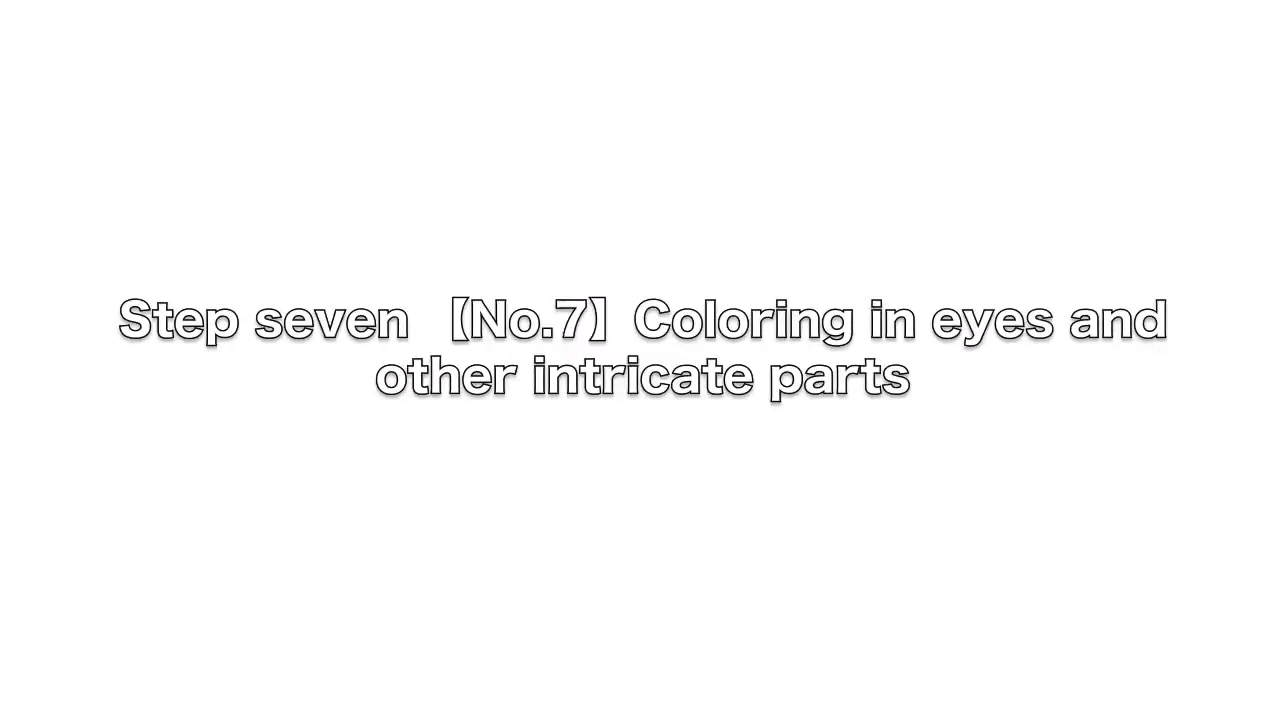 Step seven 【No.7】Coloring in eyes and
other intricate parts